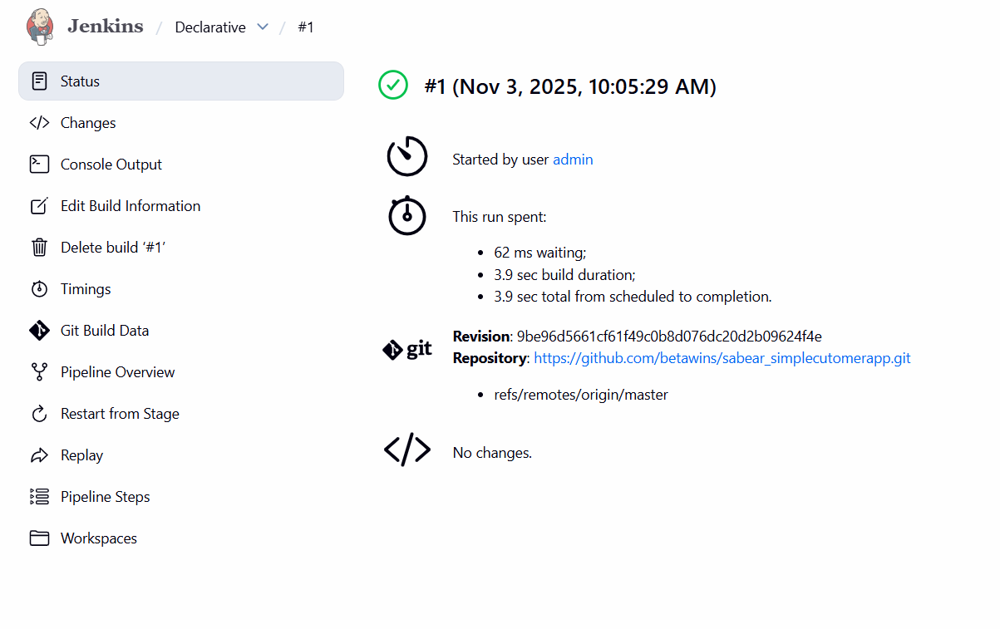 Jenkins / Declarative / #1
Status
Changes
Console Output
Edit Build Information
Delete build ‘#1’
Timings
Git Build Data
Pipeline Overview
Restart from Stage
Replay
Pipeline Steps
Workspaces
#1 (Nov 3, 2025, 10:05:29 AM)
Started by user admin
This run spent:
• 62 ms waiting;
• 3.9 sec build duration;
• 3.9 sec total from scheduled to completion.
git
Revision: 9be96d5661cf61f49c0b8d076dc20d2b09624f4e
Repository: https://github.com/betawins/sabear_simplecutomerapp.git
• refs/remotes/origin/master
No changes.